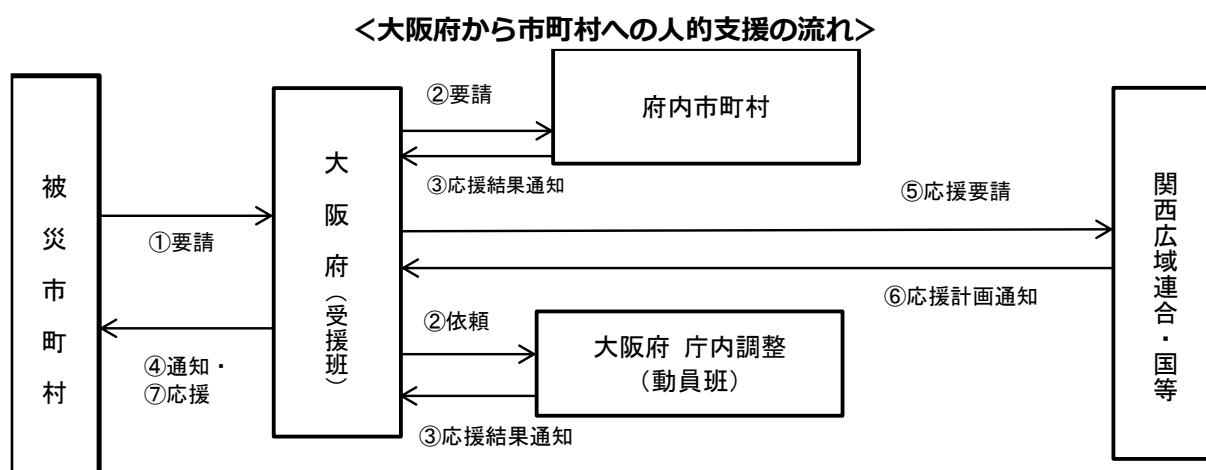 ＜大阪府から市町村への人的支援の流れ＞
被災市町村
①要請
④通知・
⑦応援
大阪府（受援班）
②要請
③応援結果通知
府内市町村
⑤応援要請
⑥応援計画通知
②依頼
③応援結果通知
大阪府 庁内調整
（動員班）
関西広域連合・国等